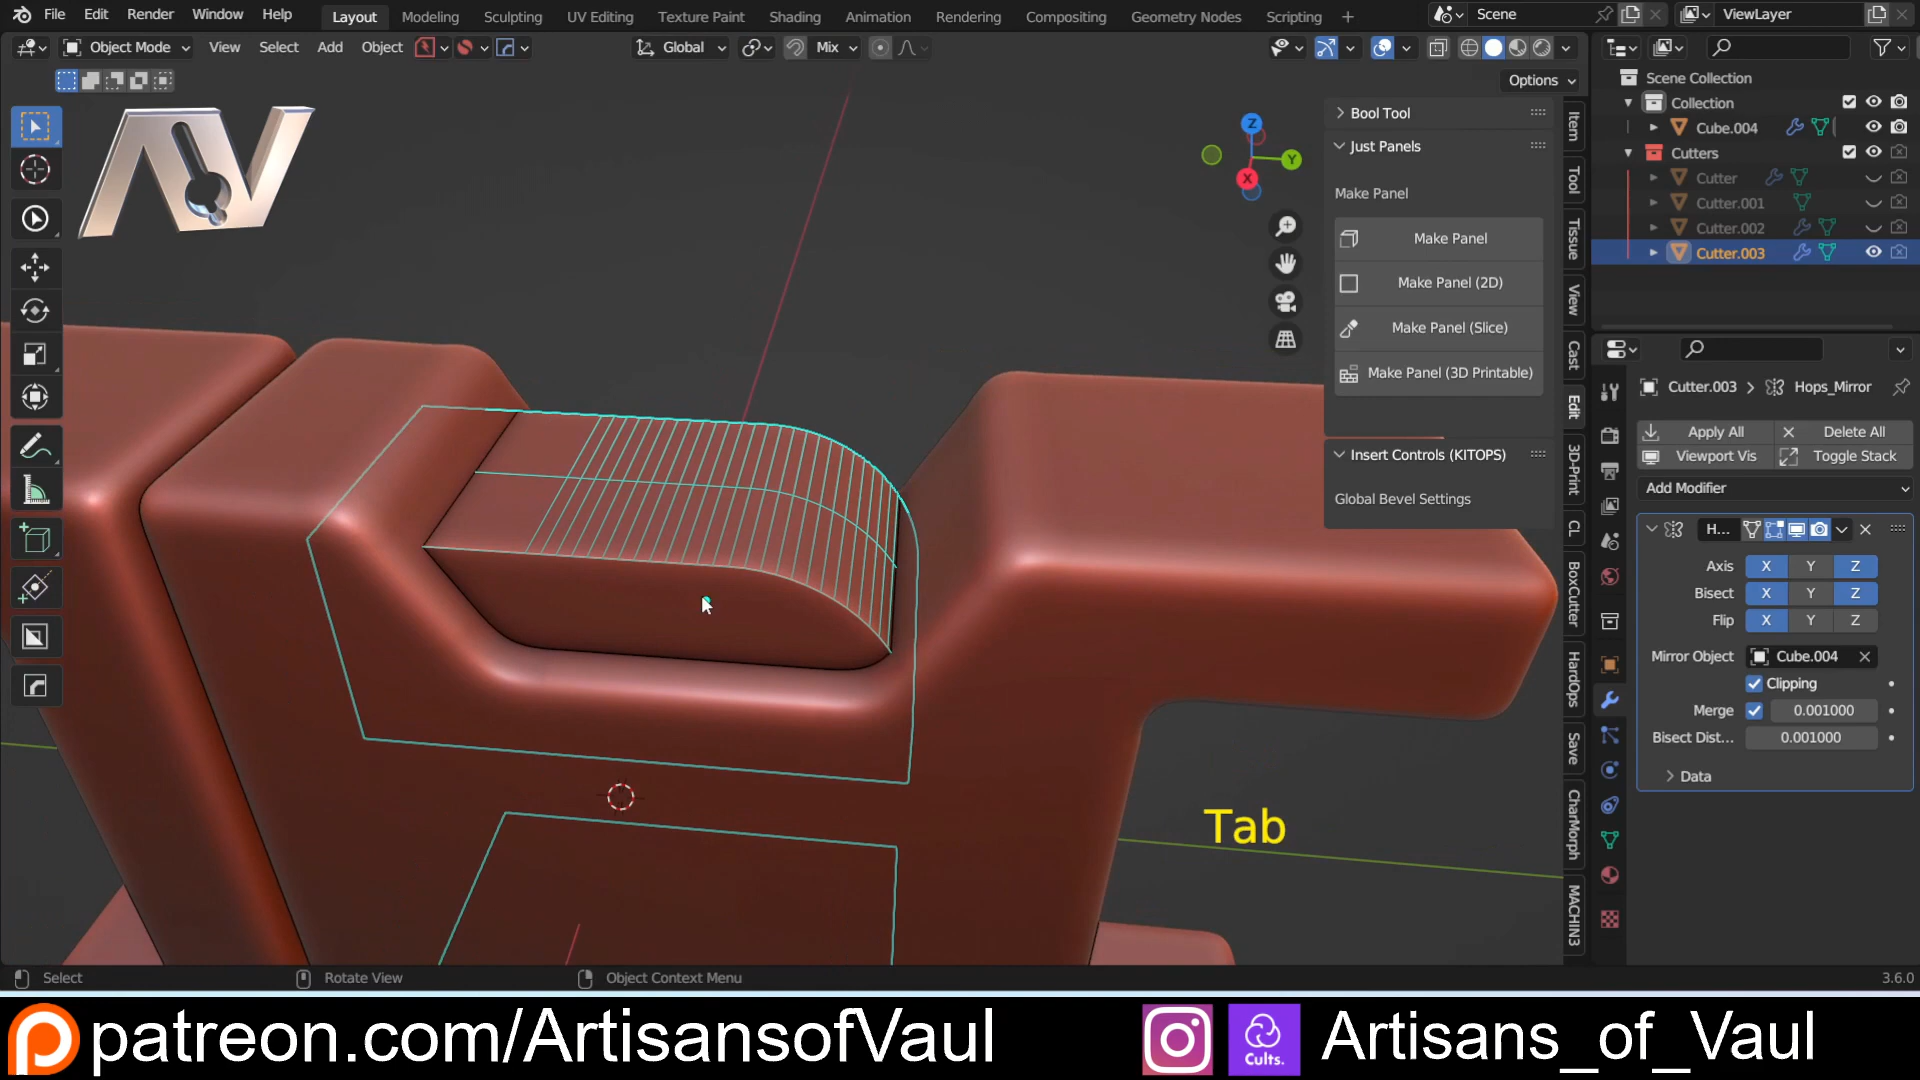 File Edit Render Window Help Layout Modeling Sculpting UV Editing Texture Paint Shading Animation Rendering Compositing Geometry Nodes Scripting + Scene ViewLayer
Object Mode View Select Add Object Global Mix
Options
Bool Tool
Just Panels
Make Panel
Make Panel
Make Panel (2D)
Make Panel (Slice)
Make Panel (3D Printable)
Insert Controls (KITOPS)
Global Bevel Settings
Z
Y
X
AV
Item
Tool
Tissue
View
Cast
Edit
3D-Print
CL
BoxCutter
HardOps
Save
CharMorph
MACHIN3
Scene Collection
Collection
Cube.004
Cutters
Cutter
Cutter.001
Cutter.002
Cutter.003
Cutter.003 > Hops_Mirror
Apply All Delete All
Viewport Vis Toggle Stack
Add Modifier
H...
Axis X Y Z
Bisect X Y Z
Flip X Y Z
Mirror Object Cube.004
Clipping
Merge 0.001000
Bisect Dist... 0.001000
Data
Tab
Select Rotate View Object Context Menu 3.6.0
patreon.com/ArtisansofVaul Cults. Artisans_of_Vaul